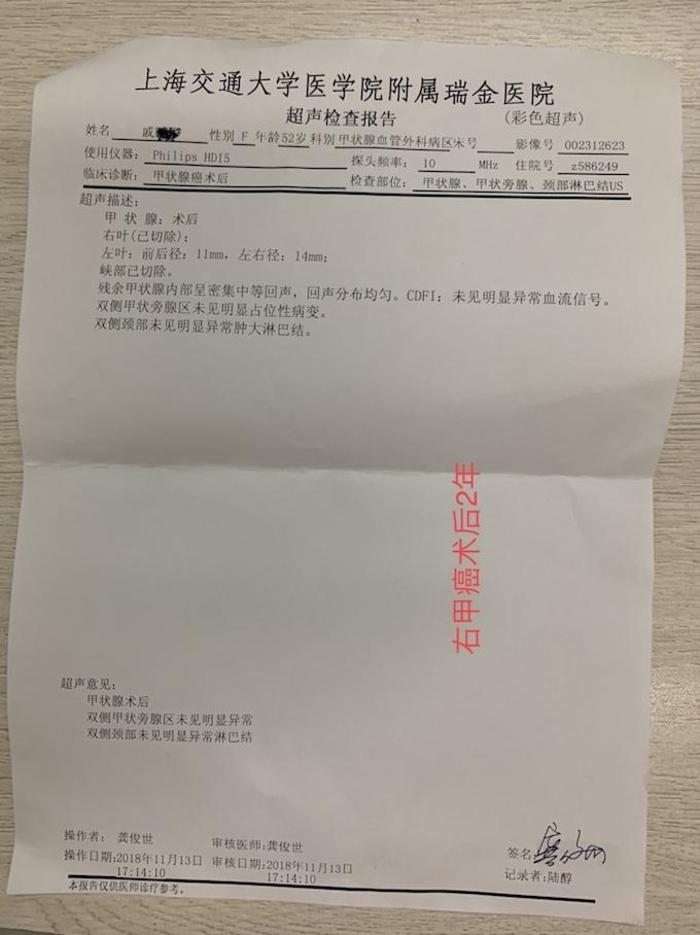 上海交通大学医学院附属瑞金医院
超声检查报告 (彩色超声)
姓名 戚 性别 F 年龄52岁 科别 甲状腺血管外科病区床号 影像号 002312623
使用仪器: Philips HDI5 探头频率: 10 MHz 住院号 z586249
临床诊断: 甲状腺癌术后 检查部位: 甲状腺、甲状旁腺、颈部淋巴结US
超声描述:
甲 状 腺: 术后
右叶(已切除);
左叶: 前后径: 11mm, 左右径: 14mm;
峡部已切除。
残余甲状腺内部呈密集中等回声, 回声分布均匀。CDFI: 未见明显异常血流信号。
双侧甲状旁腺区未见明显占位性病变。
双侧颈部未见明显异常肿大淋巴结。
右甲癌术后2年
超声意见:
甲状腺术后
双侧甲状旁腺区未见明显异常
双侧颈部未见明显异常淋巴结
操作者: 龚俊世 审核医师:龚俊世 签名
操作日期:2018年11月13日 审核日期:2018年11月13日 记录者:陆醇
17:14:10 17:14:10
本报告仅供医师诊疗参考。